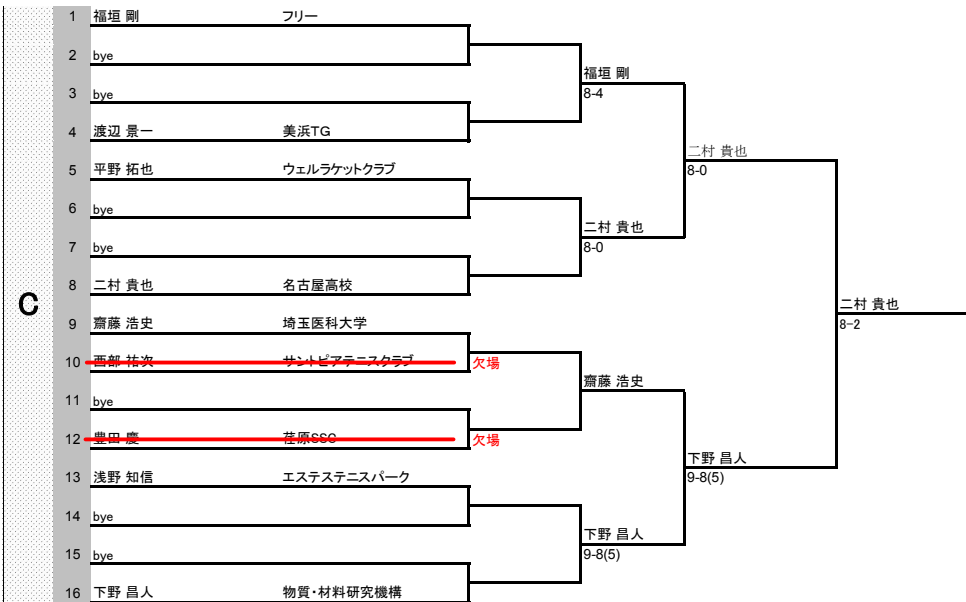 1 福垣 剛 フリー
2 bye
福垣 剛
3 bye
8-4
4 渡辺 景一 美浜TG
二村 貴也
5 平野 拓也 ウェルラケットクラブ
8-0
6 bye
二村 貴也
7 bye
8-0
8 二村 貴也 名古屋高校
C
二村 貴也
9 齋藤 浩史 埼玉医科大学
8-2
10 西部 祐次 サントピアテニスクラブ 欠場
齋藤 浩史
11 bye
12 豊田 慶 荏原SSC 欠場
下野 昌人
13 浅野 知信 エステステニスパーク
9-8(5)
14 bye
下野 昌人
15 bye
9-8(5)
16 下野 昌人 物質・材料研究機構